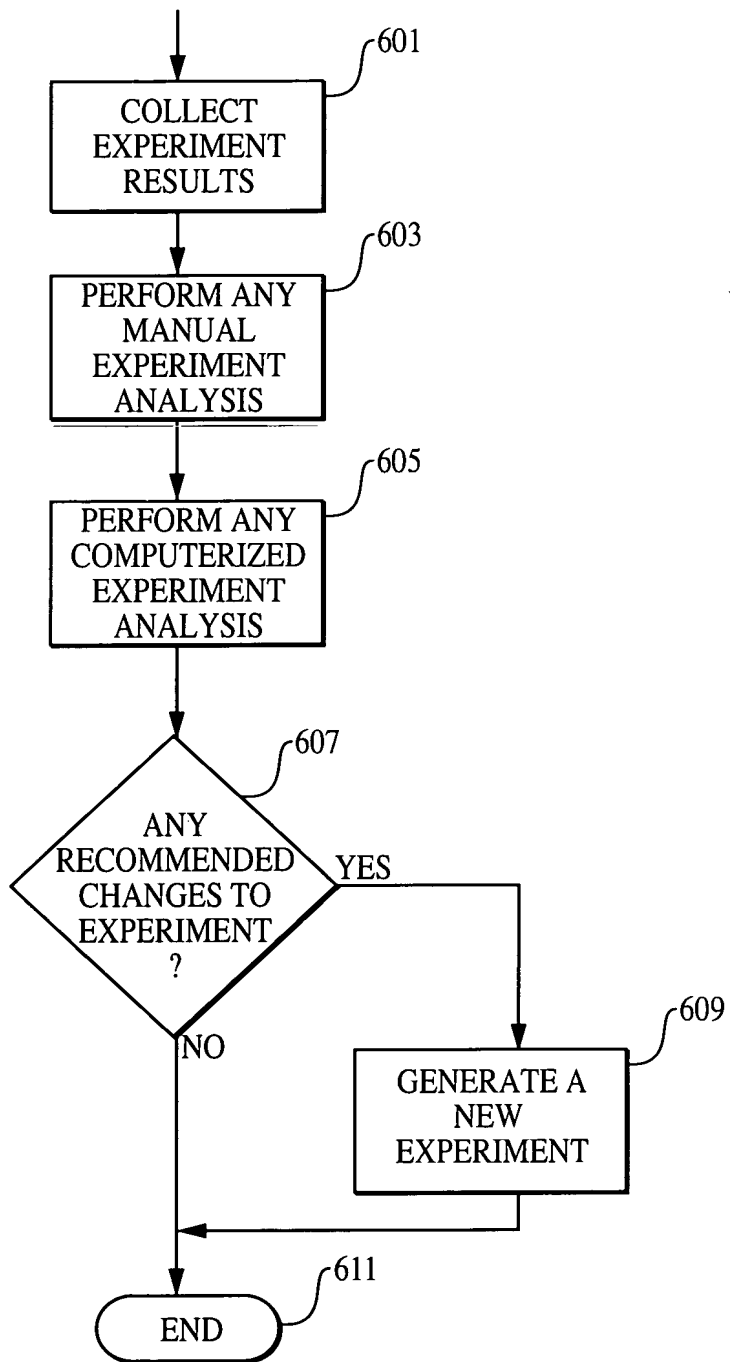 601
COLLECT
EXPERIMENT
RESULTS
603
PERFORM ANY
MANUAL
EXPERIMENT
ANALYSIS
605
PERFORM ANY
COMPUTERIZED
EXPERIMENT
ANALYSIS
607
ANY
RECOMMENDED
CHANGES TO
EXPERIMENT
?
YES
NO
609
GENERATE A
NEW
EXPERIMENT
611
END